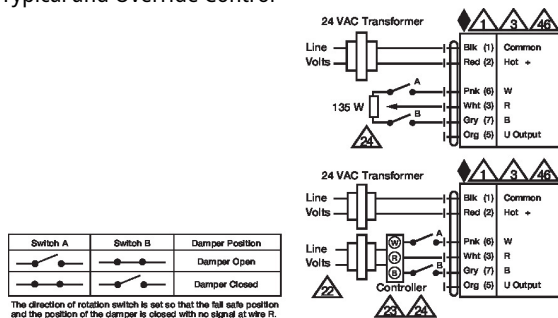 Typical and Override Control
24 VAC Transformer
1 3 46
Line
Volts
Blk (1) Common
Red (2) Hot +
A
Pnk (6) W
135 W
Wht (3) R
B
Gry (7) B
Org (5) U Output
24
24 VAC Transformer
1 3 46
Line
Volts
Blk (1) Common
Red (2) Hot +
A
W
Pnk (6) W
Line
Volts
R
Wht (3) R
B
B
Gry (7) B
Org (5) U Output
Controller
22
23 24
Switch A Switch B Damper Position
Damper Open
Damper Closed
The direction of rotation switch is set so that the fail safe position
and the position of the damper is closed with no signal at wire R.